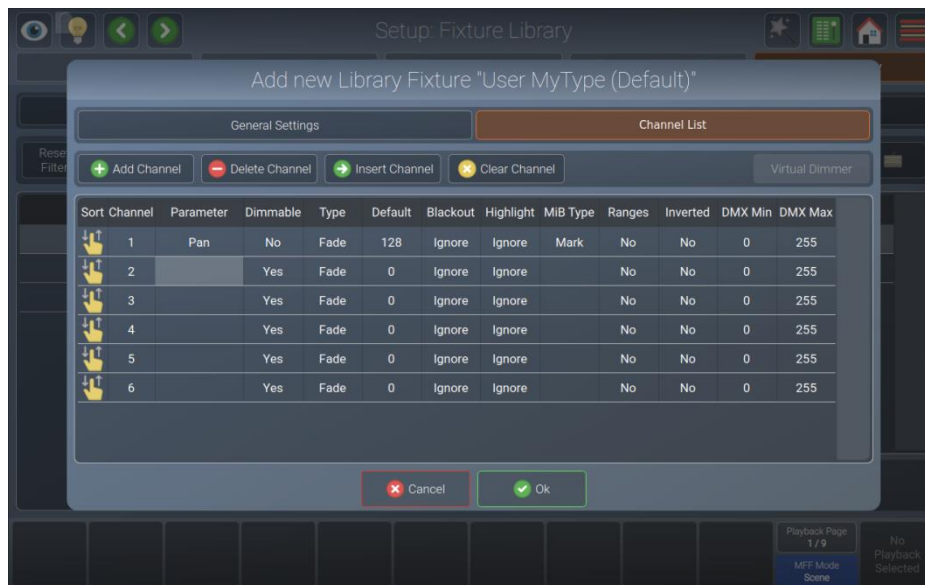 Setup: Fixture Library
Add new Library Fixture "User MyType (Default)"
General Settings
Channel List
Reset
Filter
Add Channel
Delete Channel
Insert Channel
Clear Channel
Virtual Dimmer
Sort Channel Parameter Dimmable Type Default Blackout Highlight MiB Type Ranges Inverted DMX Min DMX Max
1 Pan No Fade 128 Ignore Ignore Mark No No 0 255
2 Yes Fade 0 Ignore Ignore No No 0 255
3 Yes Fade 0 Ignore Ignore No No 0 255
4 Yes Fade 0 Ignore Ignore No No 0 255
5 Yes Fade 0 Ignore Ignore No No 0 255
6 Yes Fade 0 Ignore Ignore No No 0 255
Cancel
Ok
Playback Page
1 / 9
MFF Mode
Scene
No
Playback
Selected